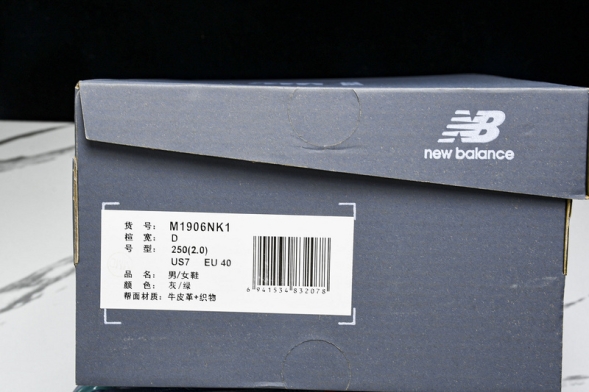 NB
new balance
货 号: M1906NK1
楦 宽: D
号 型: 250(2.0)
US7 EU 40
品 名: 男/女鞋
颜 色: 灰/绿
帮面材质: 牛皮革+织物
6 941534 832078